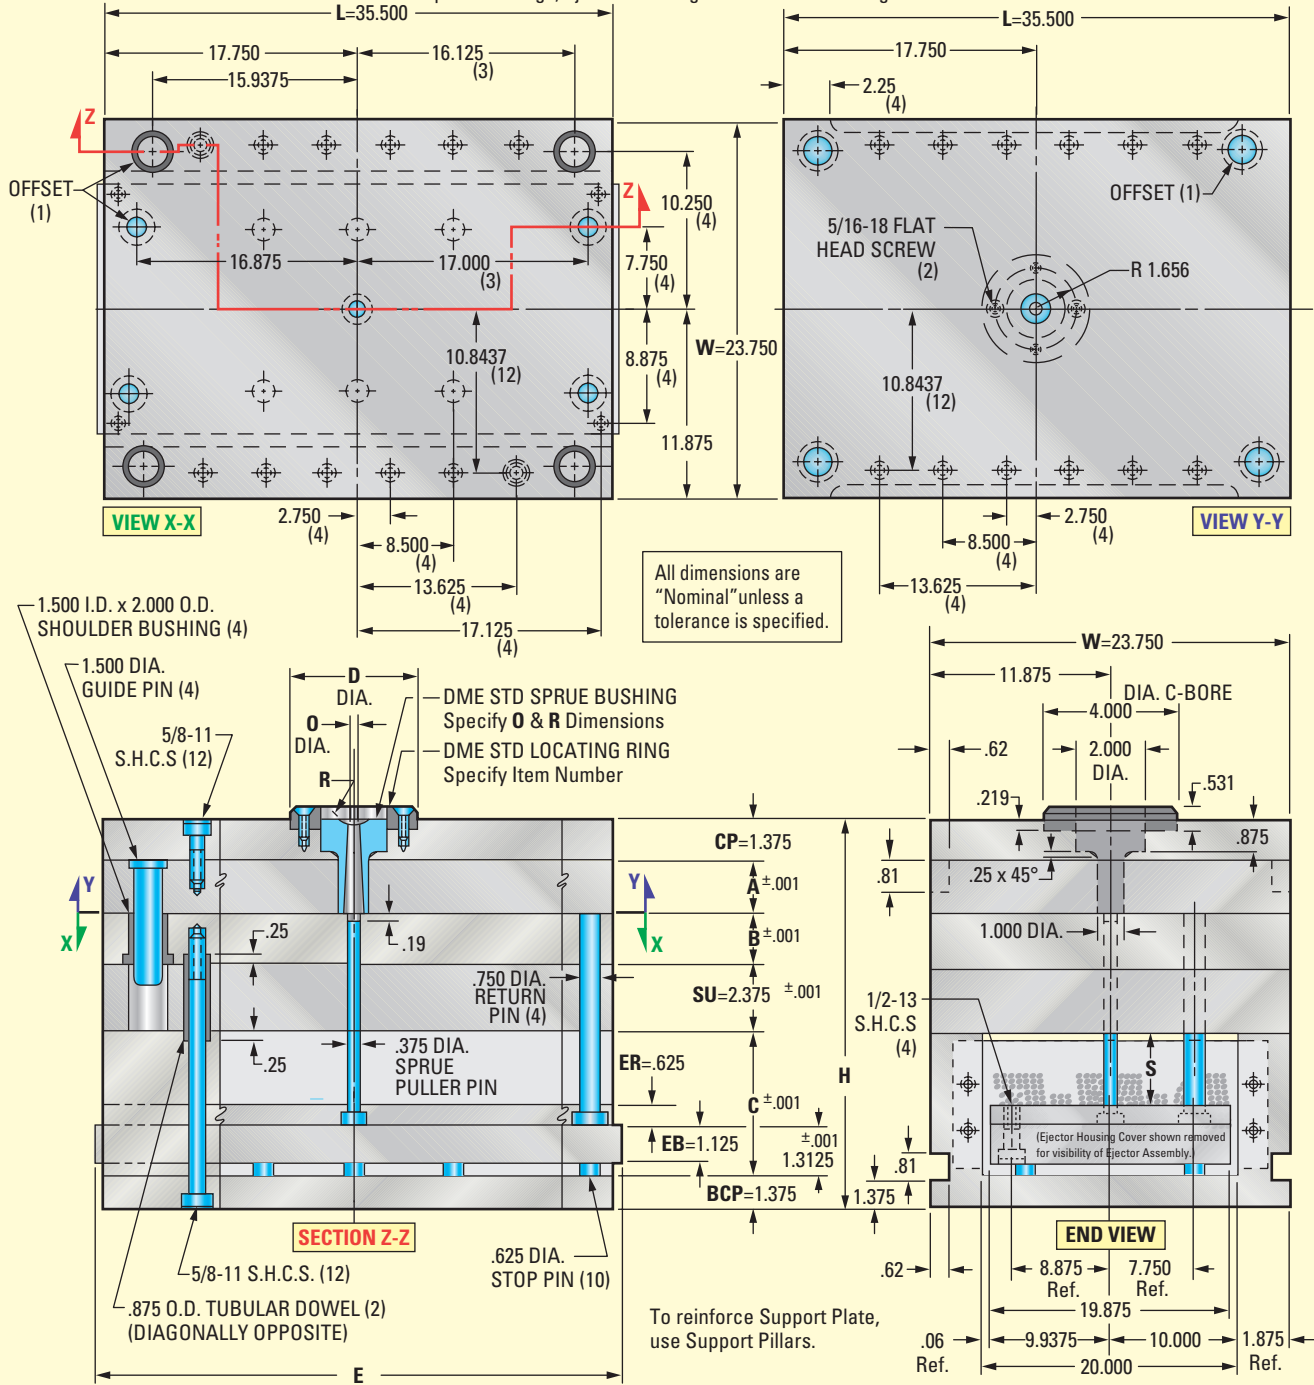 L=35.500
17.750
16.125
(3)
15.9375
Z
OFFSET
(1)
Z
10.250
(4)
7.750
(4)
16.875
17.000
(3)
10.8437
(12)
8.875
(4)
W=23.750
11.875
VIEW X-X
2.750
(4)
8.500
(4)
13.625
(4)
17.125
(4)
L=35.500
17.750
2.25
(4)
OFFSET (1)
5/16-18 FLAT
HEAD SCREW
(2)
R 1.656
10.8437
(12)
2.750
(4)
VIEW Y-Y
8.500
(4)
13.625
(4)
All dimensions are
“Nominal”unless a
tolerance is specified.
1.500 I.D. x 2.000 O.D.
SHOULDER BUSHING (4)
1.500 DIA.
GUIDE PIN (4)
5/8-11
S.H.C.S (12)
D
DIA.
O
DIA.
R
DME STD SPRUE BUSHING
Specify O & R Dimensions
DME STD LOCATING RING
Specify Item Number
CP=1.375
Y
X
Y
X
A ±.001
B ±.001
.25
.19
.750 DIA.
RETURN
PIN (4)
SU=2.375 ±.001
.25
.375 DIA.
SPRUE
PULLER PIN
ER=.625
H
C ±.001
EB=1.125
±.001
1.3125
BCP=1.375
SECTION Z-Z
5/8-11 S.H.C.S. (12)
.625 DIA.
STOP PIN (10)
.875 O.D. TUBULAR DOWEL (2)
(DIAGONALLY OPPOSITE)
E
To reinforce Support Plate,
use Support Pillars.
W=23.750
11.875
DIA. C-BORE
4.000
.62
2.000
DIA.
.531
.219
.875
.81
.25 x 45°
1.000 DIA.
1/2-13
S.H.C.S
(4)
S
(Ejector Housing Cover shown removed
for visibility of Ejector Assembly.)
.81
1.375
END VIEW
.62
8.875
Ref.
7.750
Ref.
19.875
.06
Ref.
9.9375
10.000
1.875
Ref.
20.000